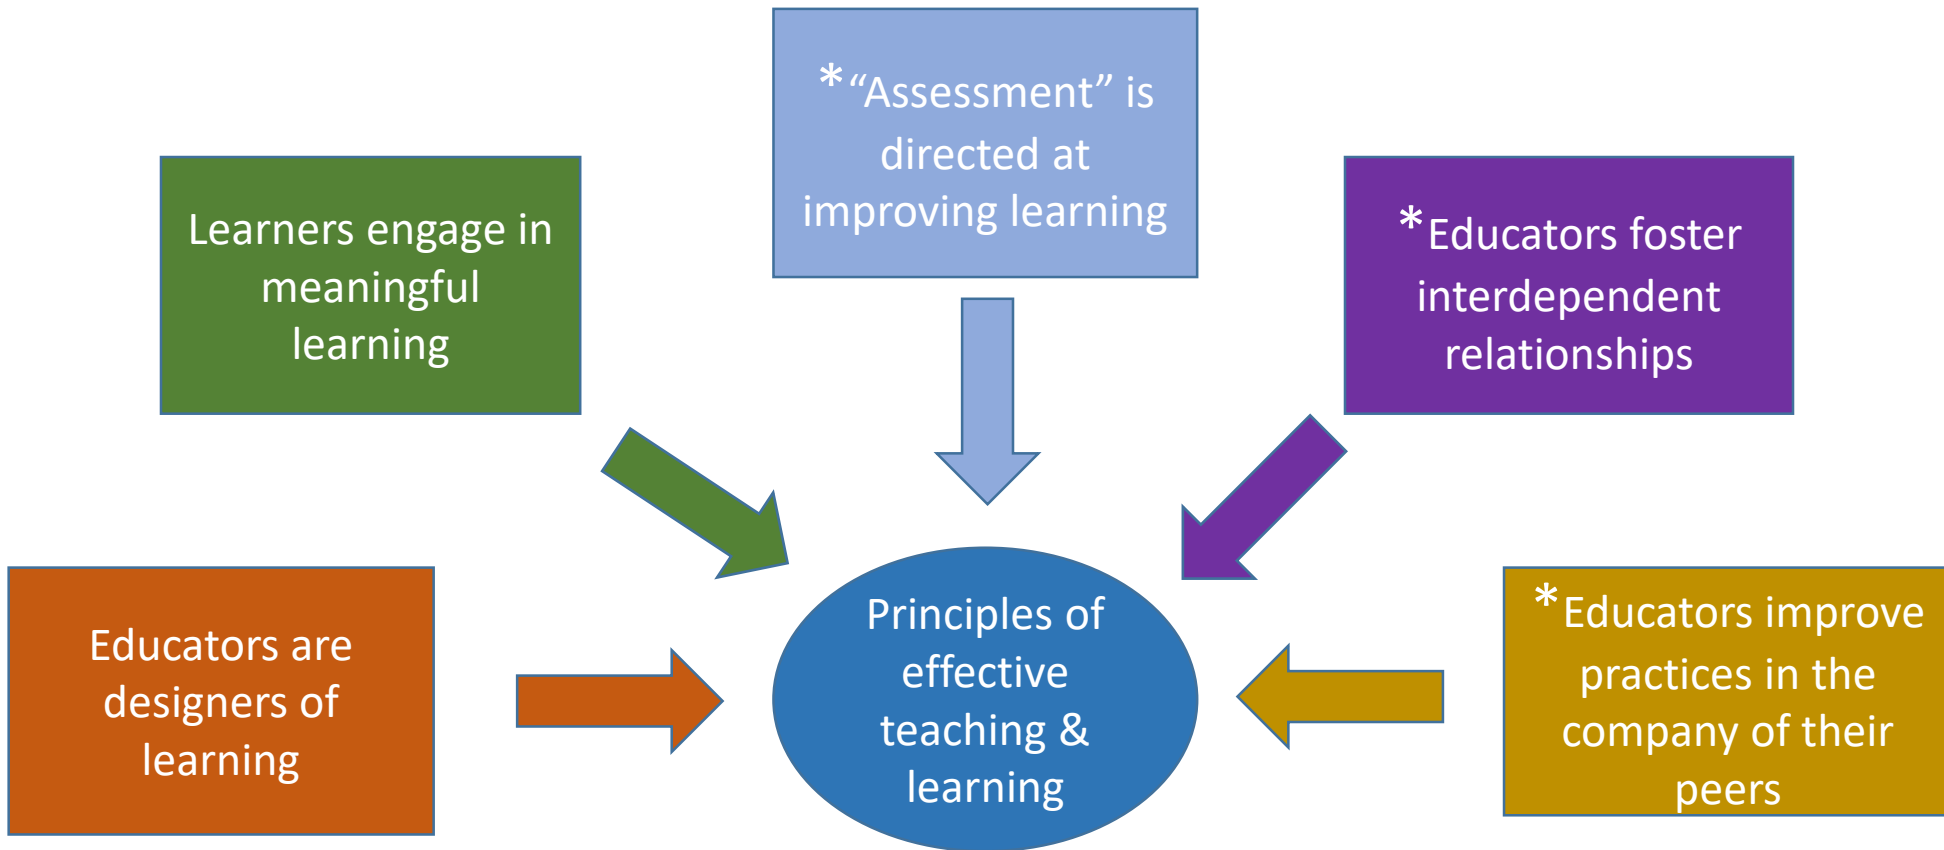 *“Assessment” is
directed at
improving learning
Learners engage in
meaningful
learning
*Educators foster
interdependent
relationships
Educators are
designers of
learning
Principles of
effective
teaching &
learning
*Educators improve
practices in the
company of their
peers